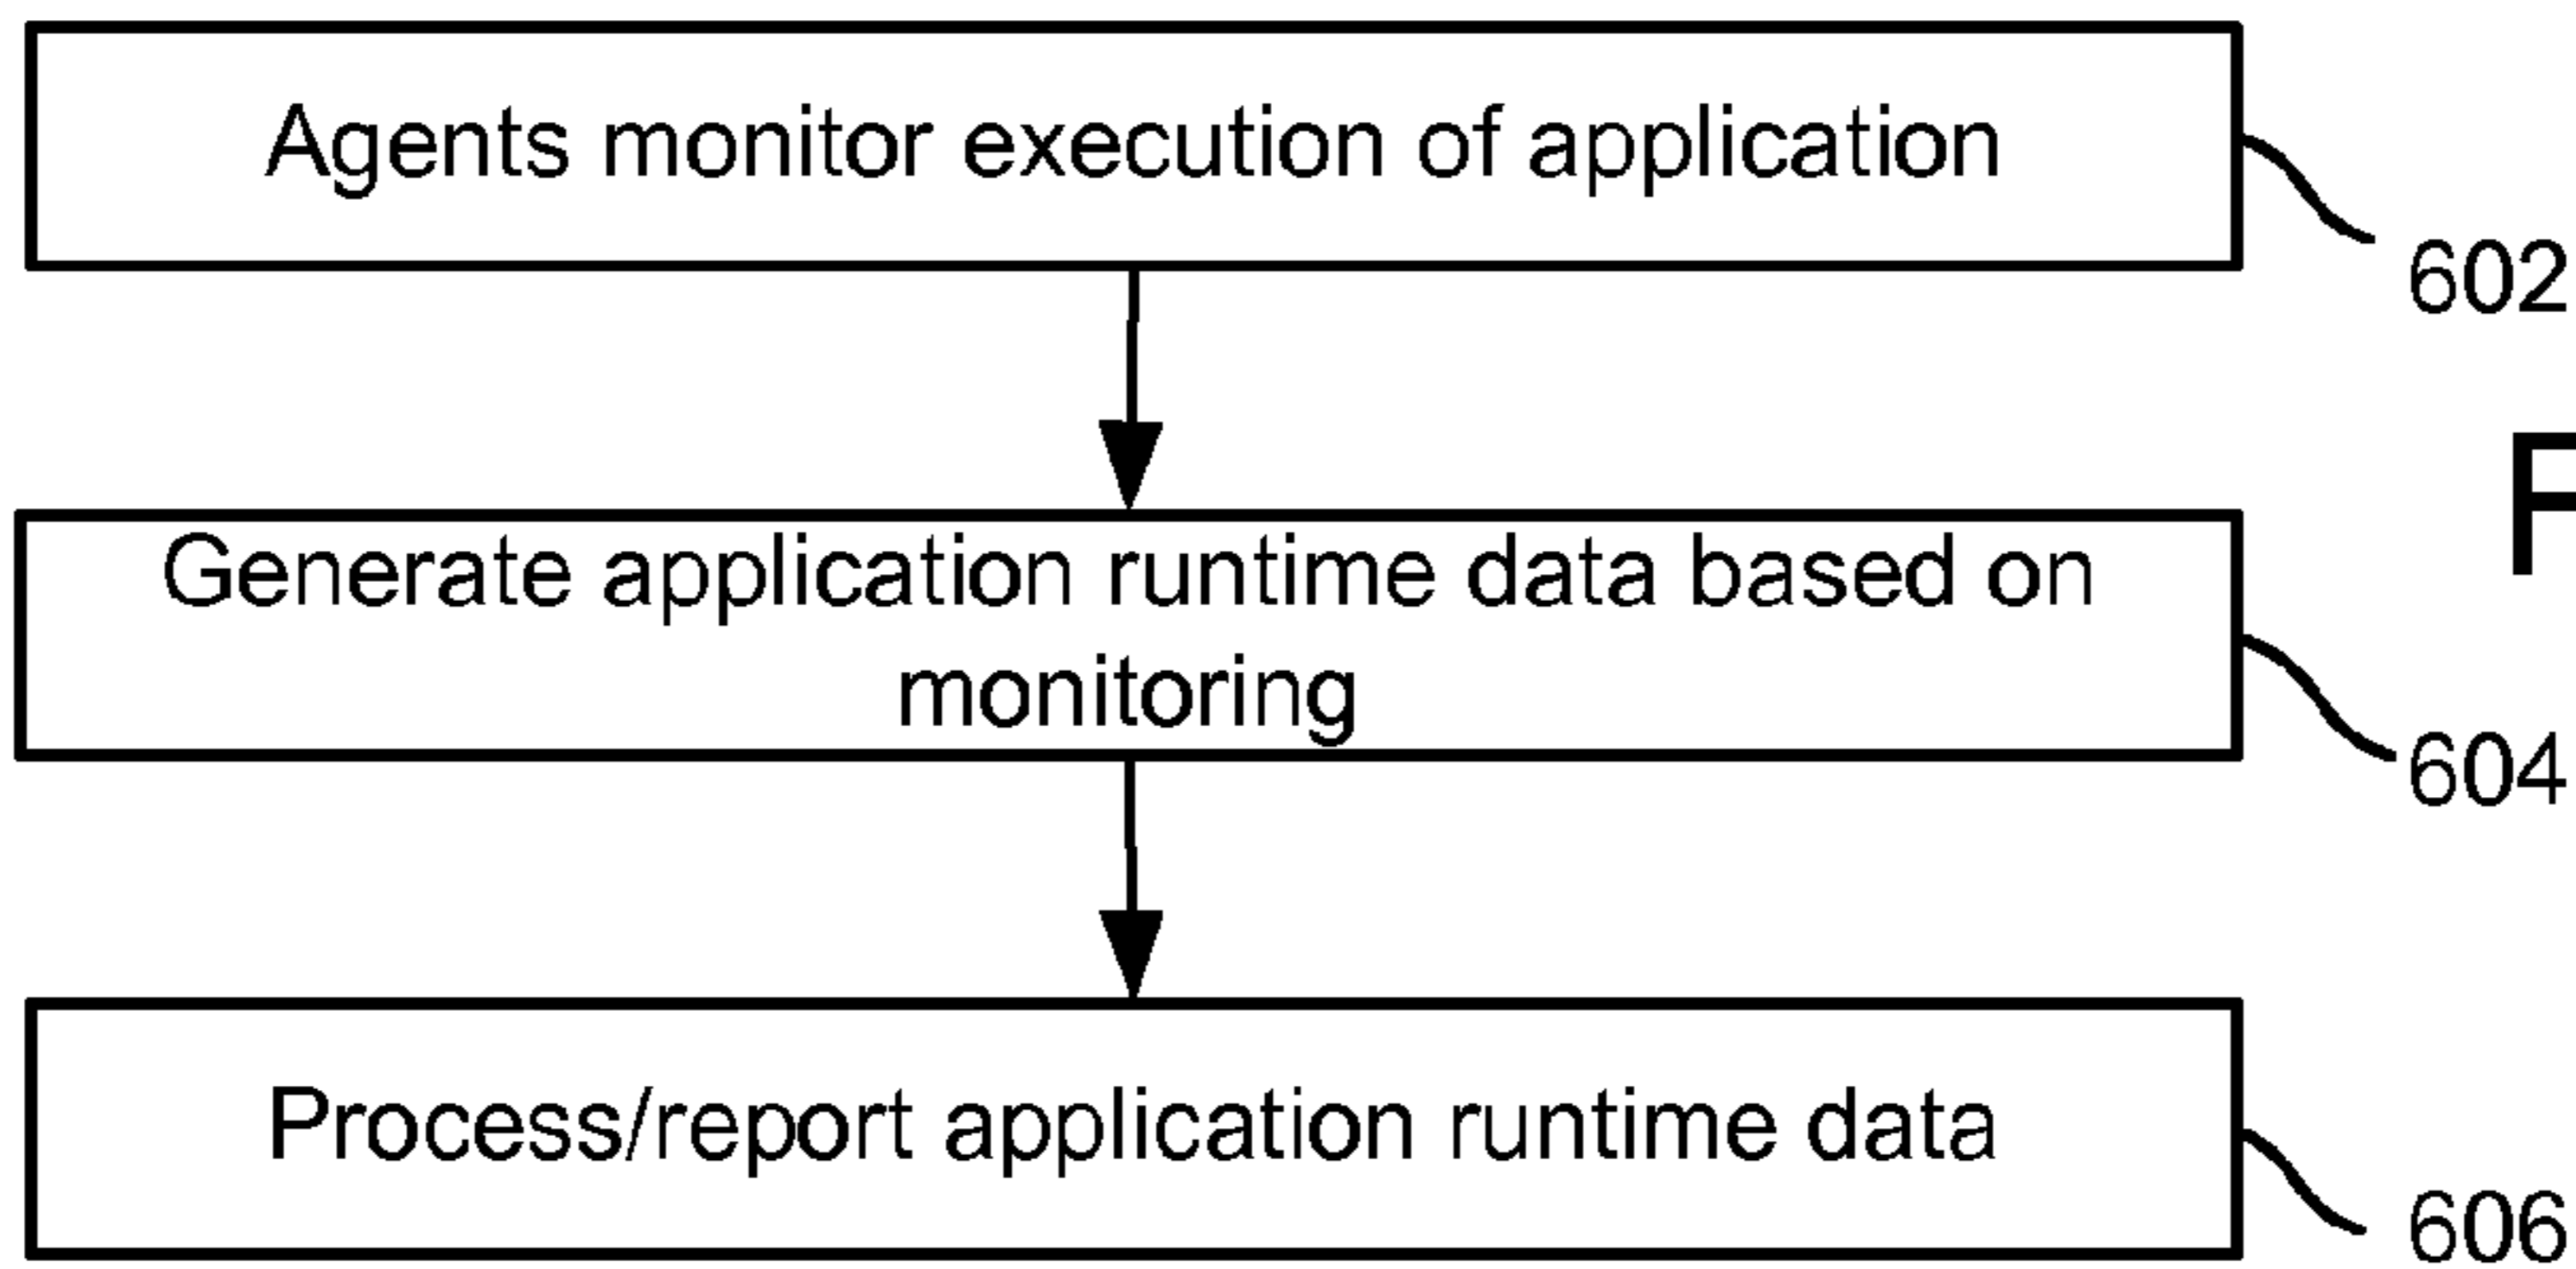 Agents monitor execution of application
602
F
Generate application runtime data based on
monitoring
604
Process/report application runtime data
606